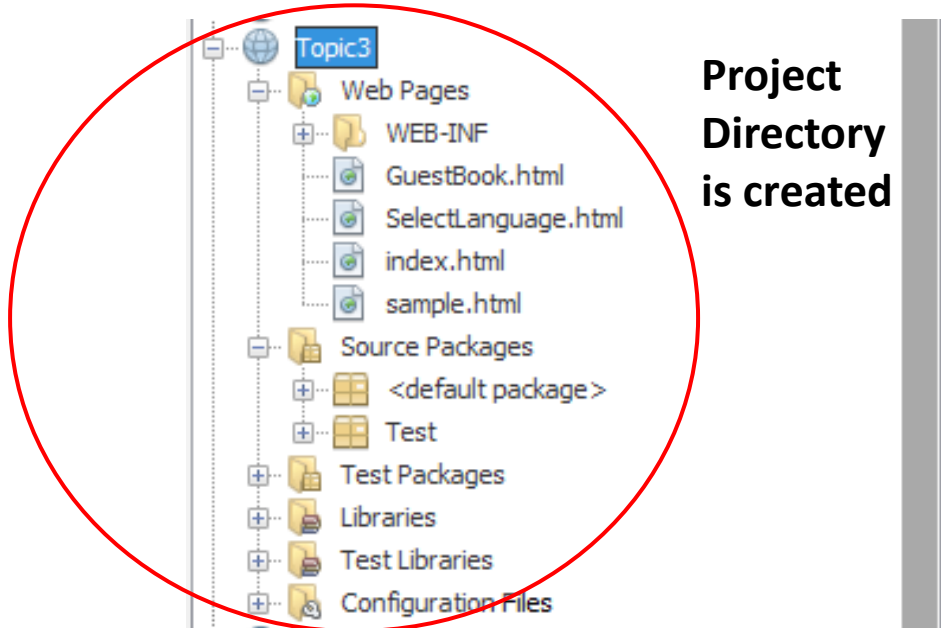 Topic3
Web Pages
WEB-INF
GuestBook.html
SelectLanguage.html
index.html
sample.html
Source Packages
<default package>
Test
Test Packages
Libraries
Test Libraries
Configuration Files
Project
Directory
is created